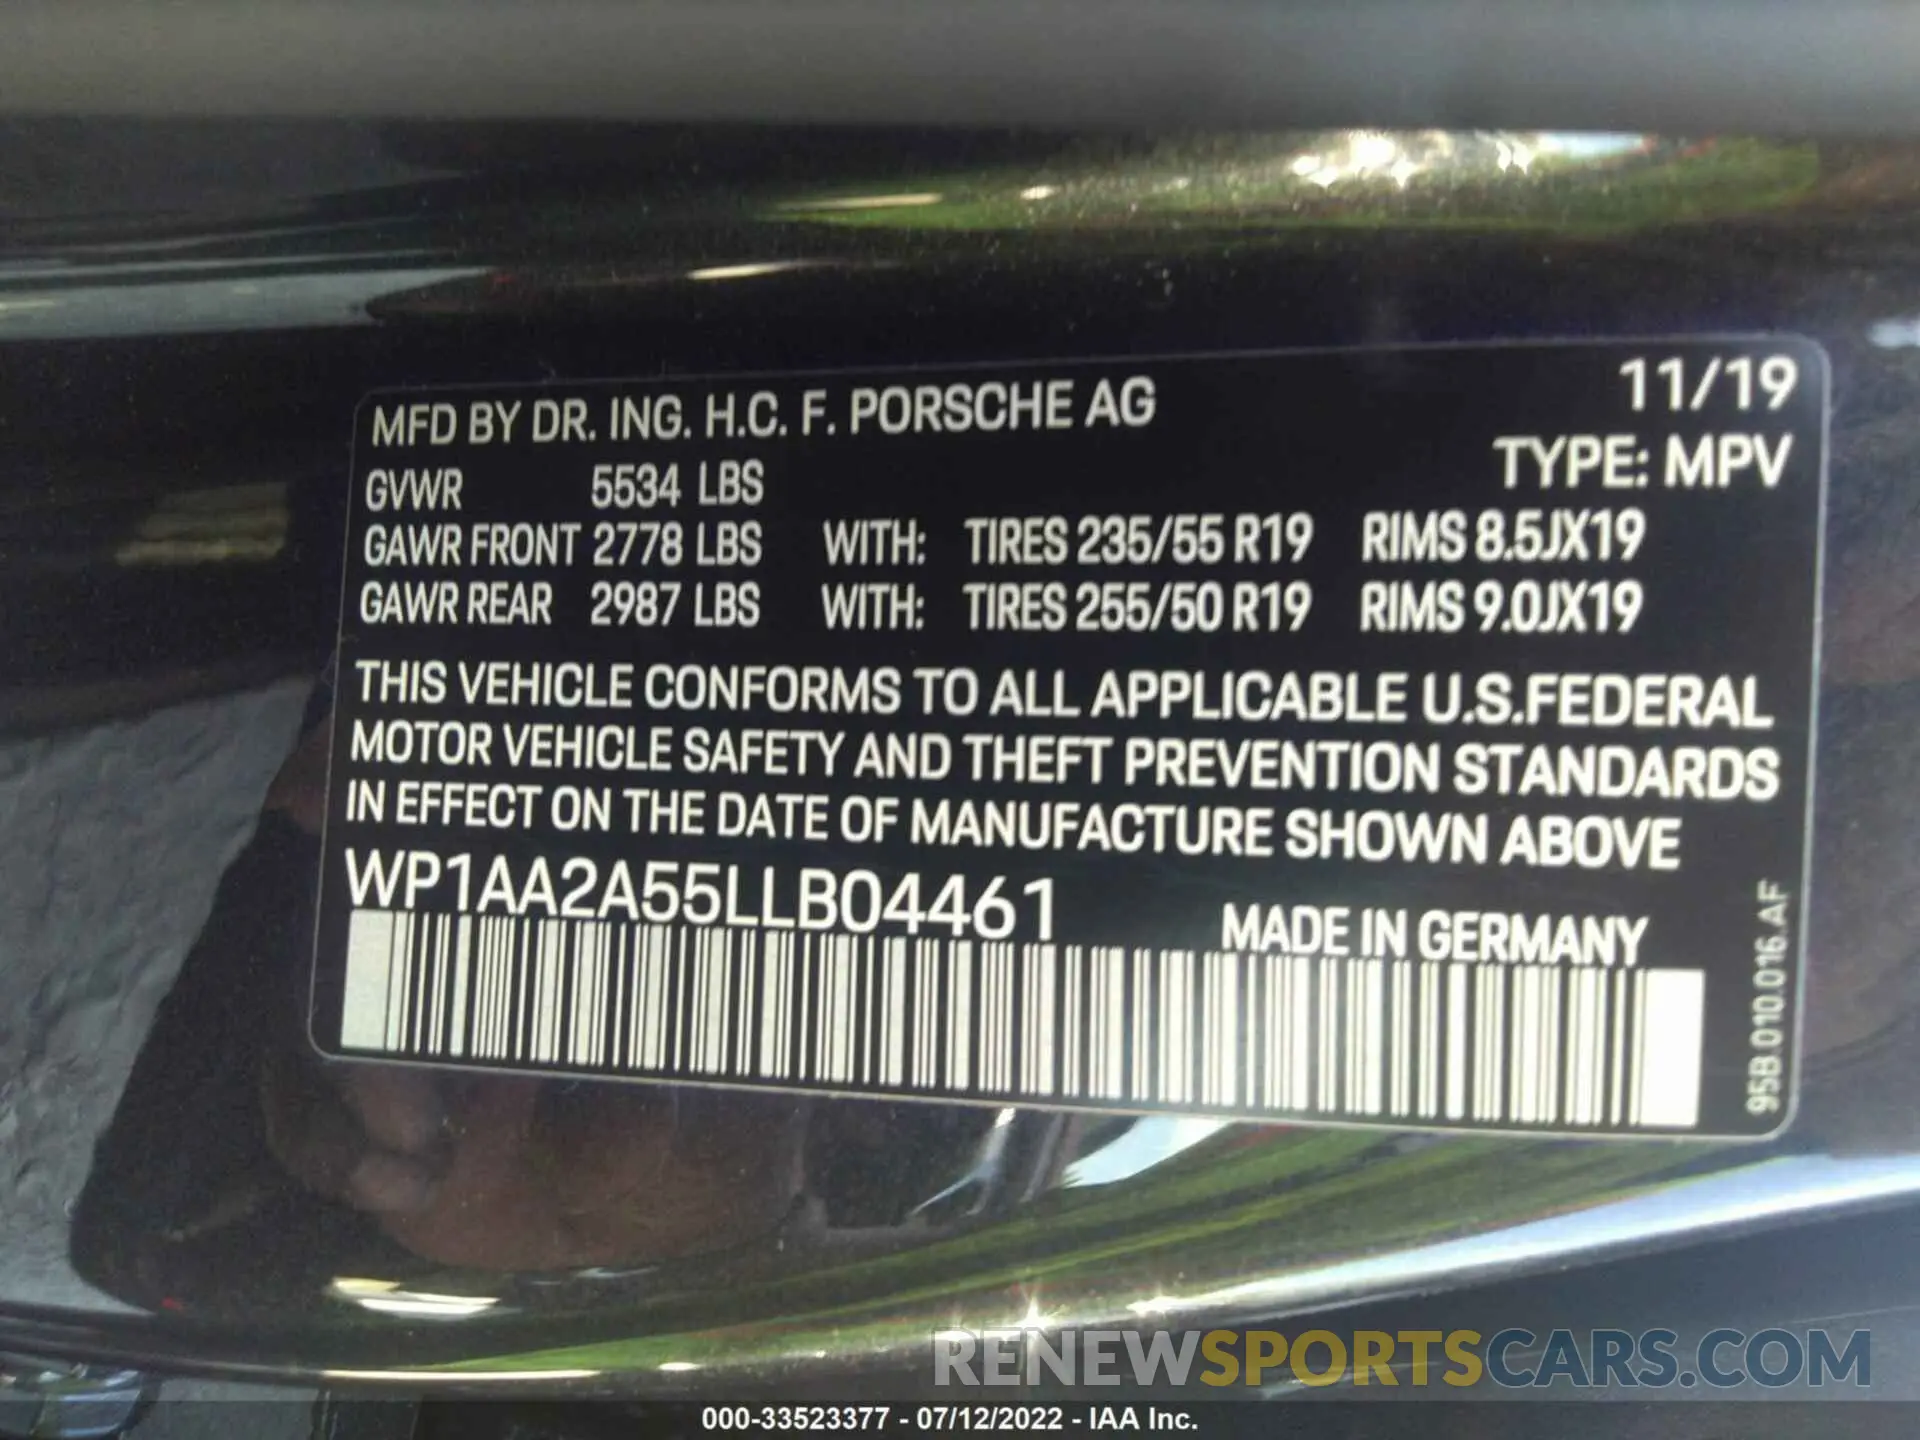 MFD BY DR. ING. H.C. F. PORSCHE AG 11/19
TYPE: MPV
GVWR 5534 LBS
GAWR FRONT 2778 LBS WITH: TIRES 235/55 R19 RIMS 8.5JX19
GAWR REAR 2987 LBS WITH: TIRES 255/50 R19 RIMS 9.0JX19
THIS VEHICLE CONFORMS TO ALL APPLICABLE U.S.FEDERAL
MOTOR VEHICLE SAFETY AND THEFT PREVENTION STANDARDS
IN EFFECT ON THE DATE OF MANUFACTURE SHOWN ABOVE
WP1AA2A55LLB04461
MADE IN GERMANY
95B.010.016.AF
RENEWSPORTSCARS.COM
000-33523377 - 07/12/2022 - IAA Inc.